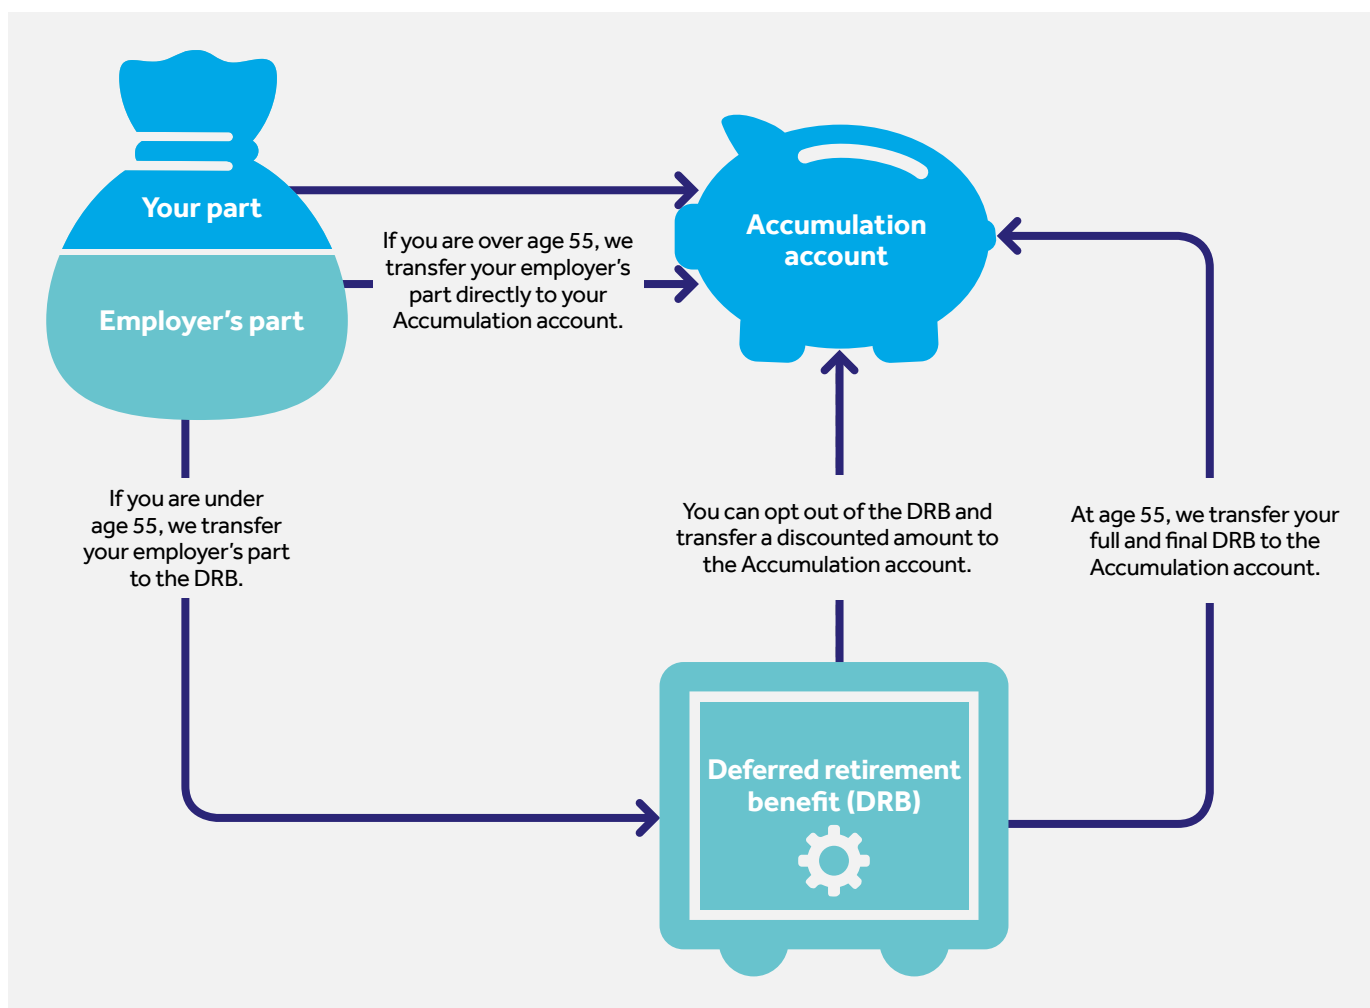 Your part
Employer's part
If you are over age 55, we
transfer your employer's
part directly to your
Accumulation account.
Accumulation
account
If you are under
age 55, we transfer
your employer's part
to the DRB.
You can opt out of the DRB and
transfer a discounted amount to
the Accumulation account.
At age 55, we transfer your
full and final DRB to the
Accumulation account.
Deferred retirement
benefit (DRB)